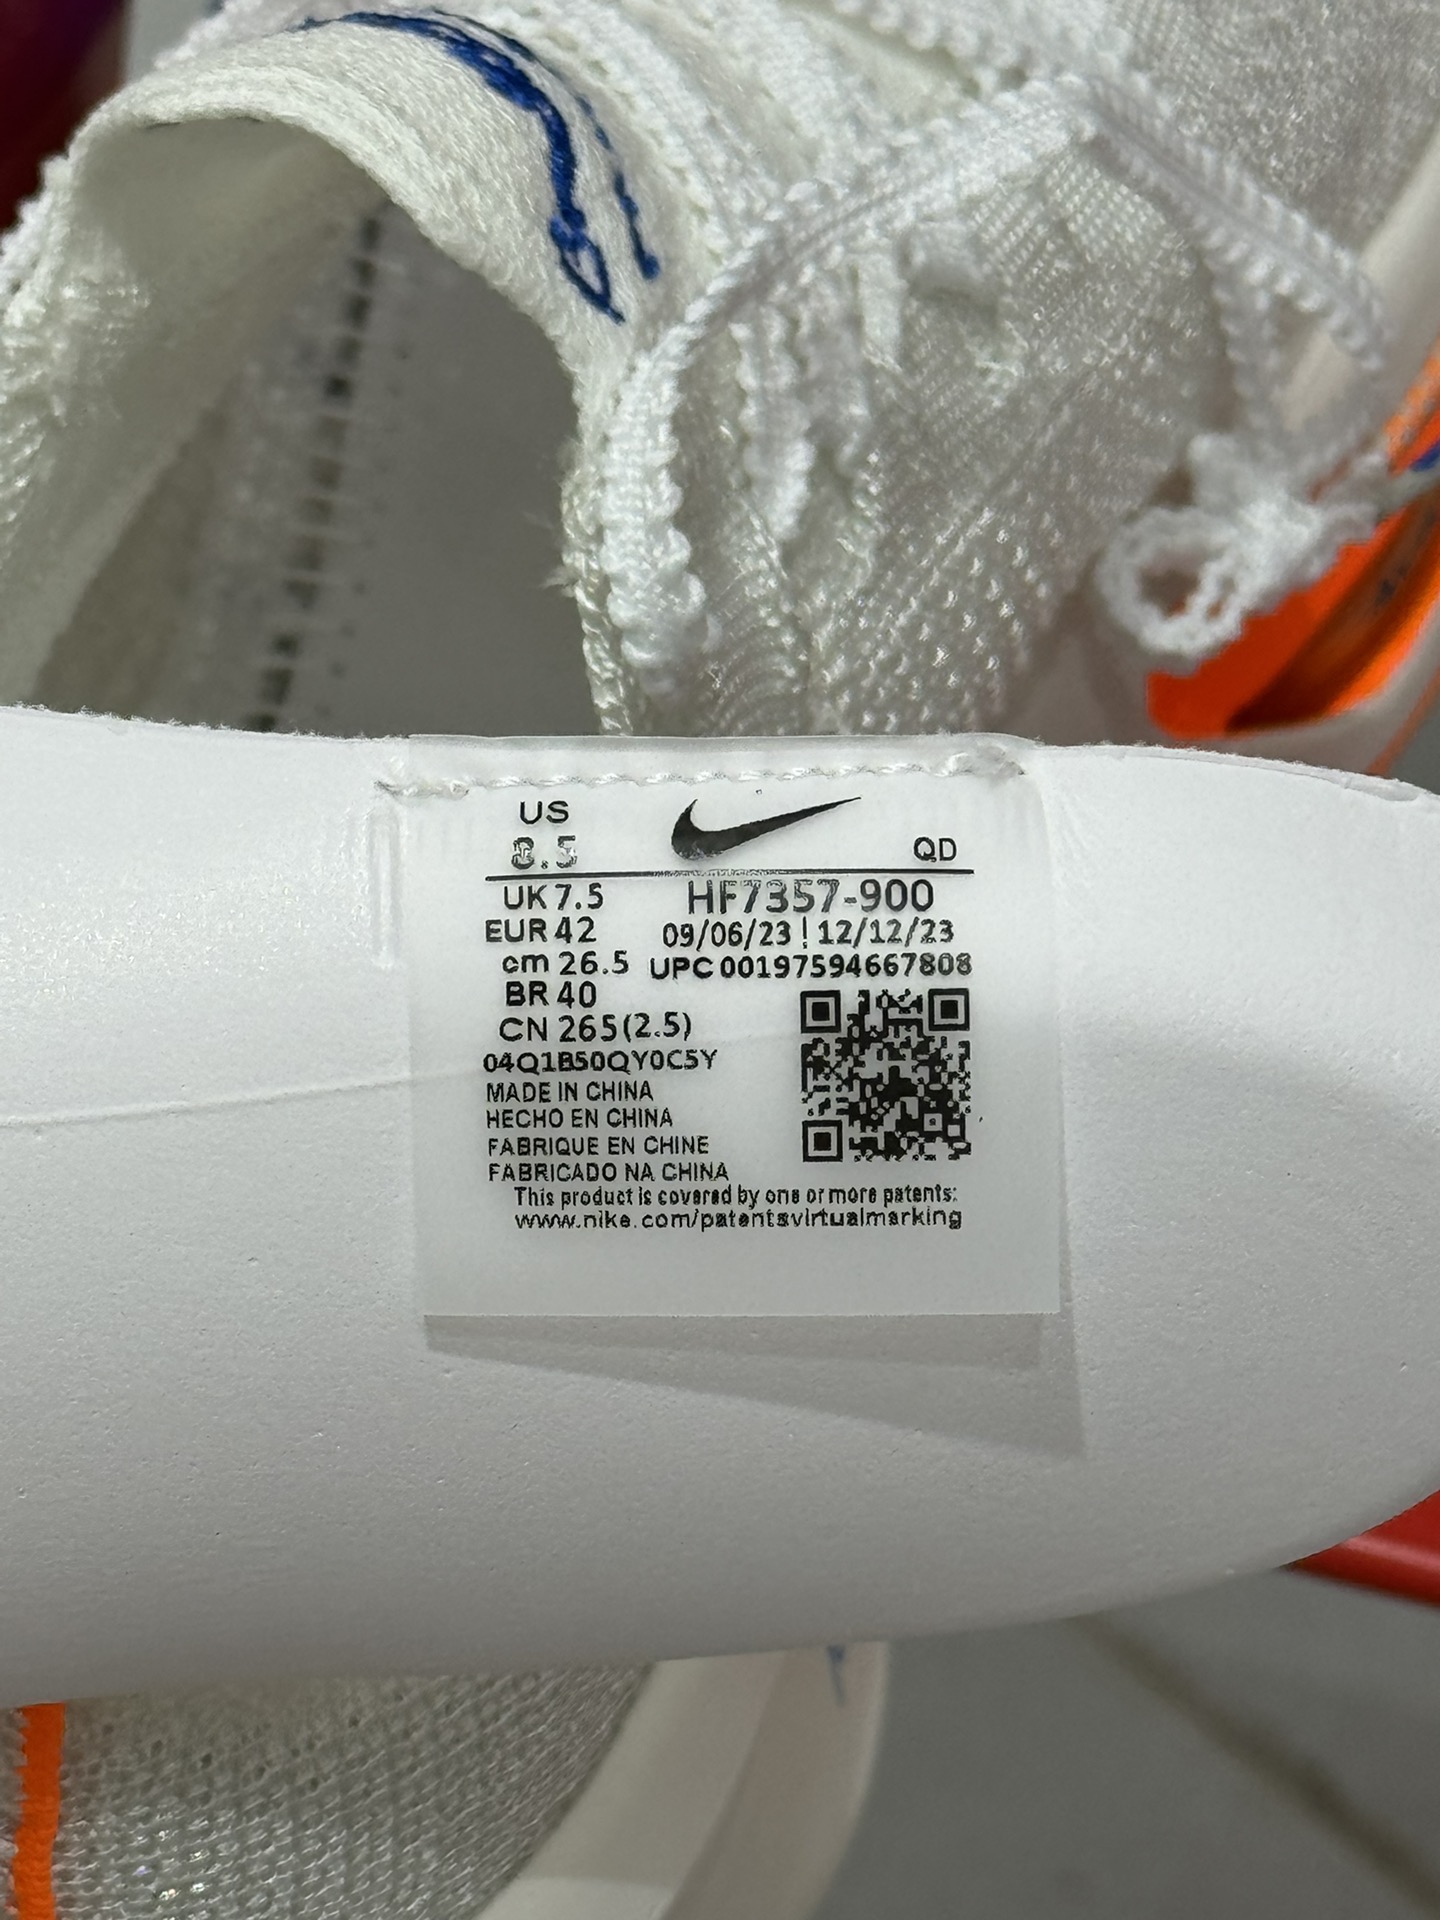 US
8.5
QD
UK 7.5
HF7357-900
EUR 42
09/06/23 | 12/12/23
cm 26.5
UPC 00197594667808
BR 40
CN 265(2.5)
04Q1B50QY0C5Y
MADE IN CHINA
HECHO EN CHINA
FABRIQUE EN CHINE
FABRICADO NA CHINA
This product is covered by one or more patents:
www.nike.com/patentsvirtualmarking